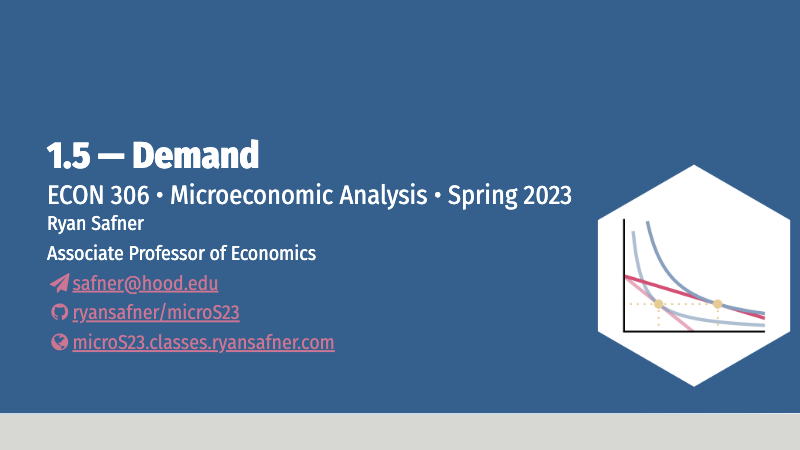 1.5 — Demand
ECON 306 • Microeconomic Analysis • Spring 2023
Ryan Safner
Associate Professor of Economics
safner@hood.edu
ryansafner/microS23
microS23.classes.ryansafner.com